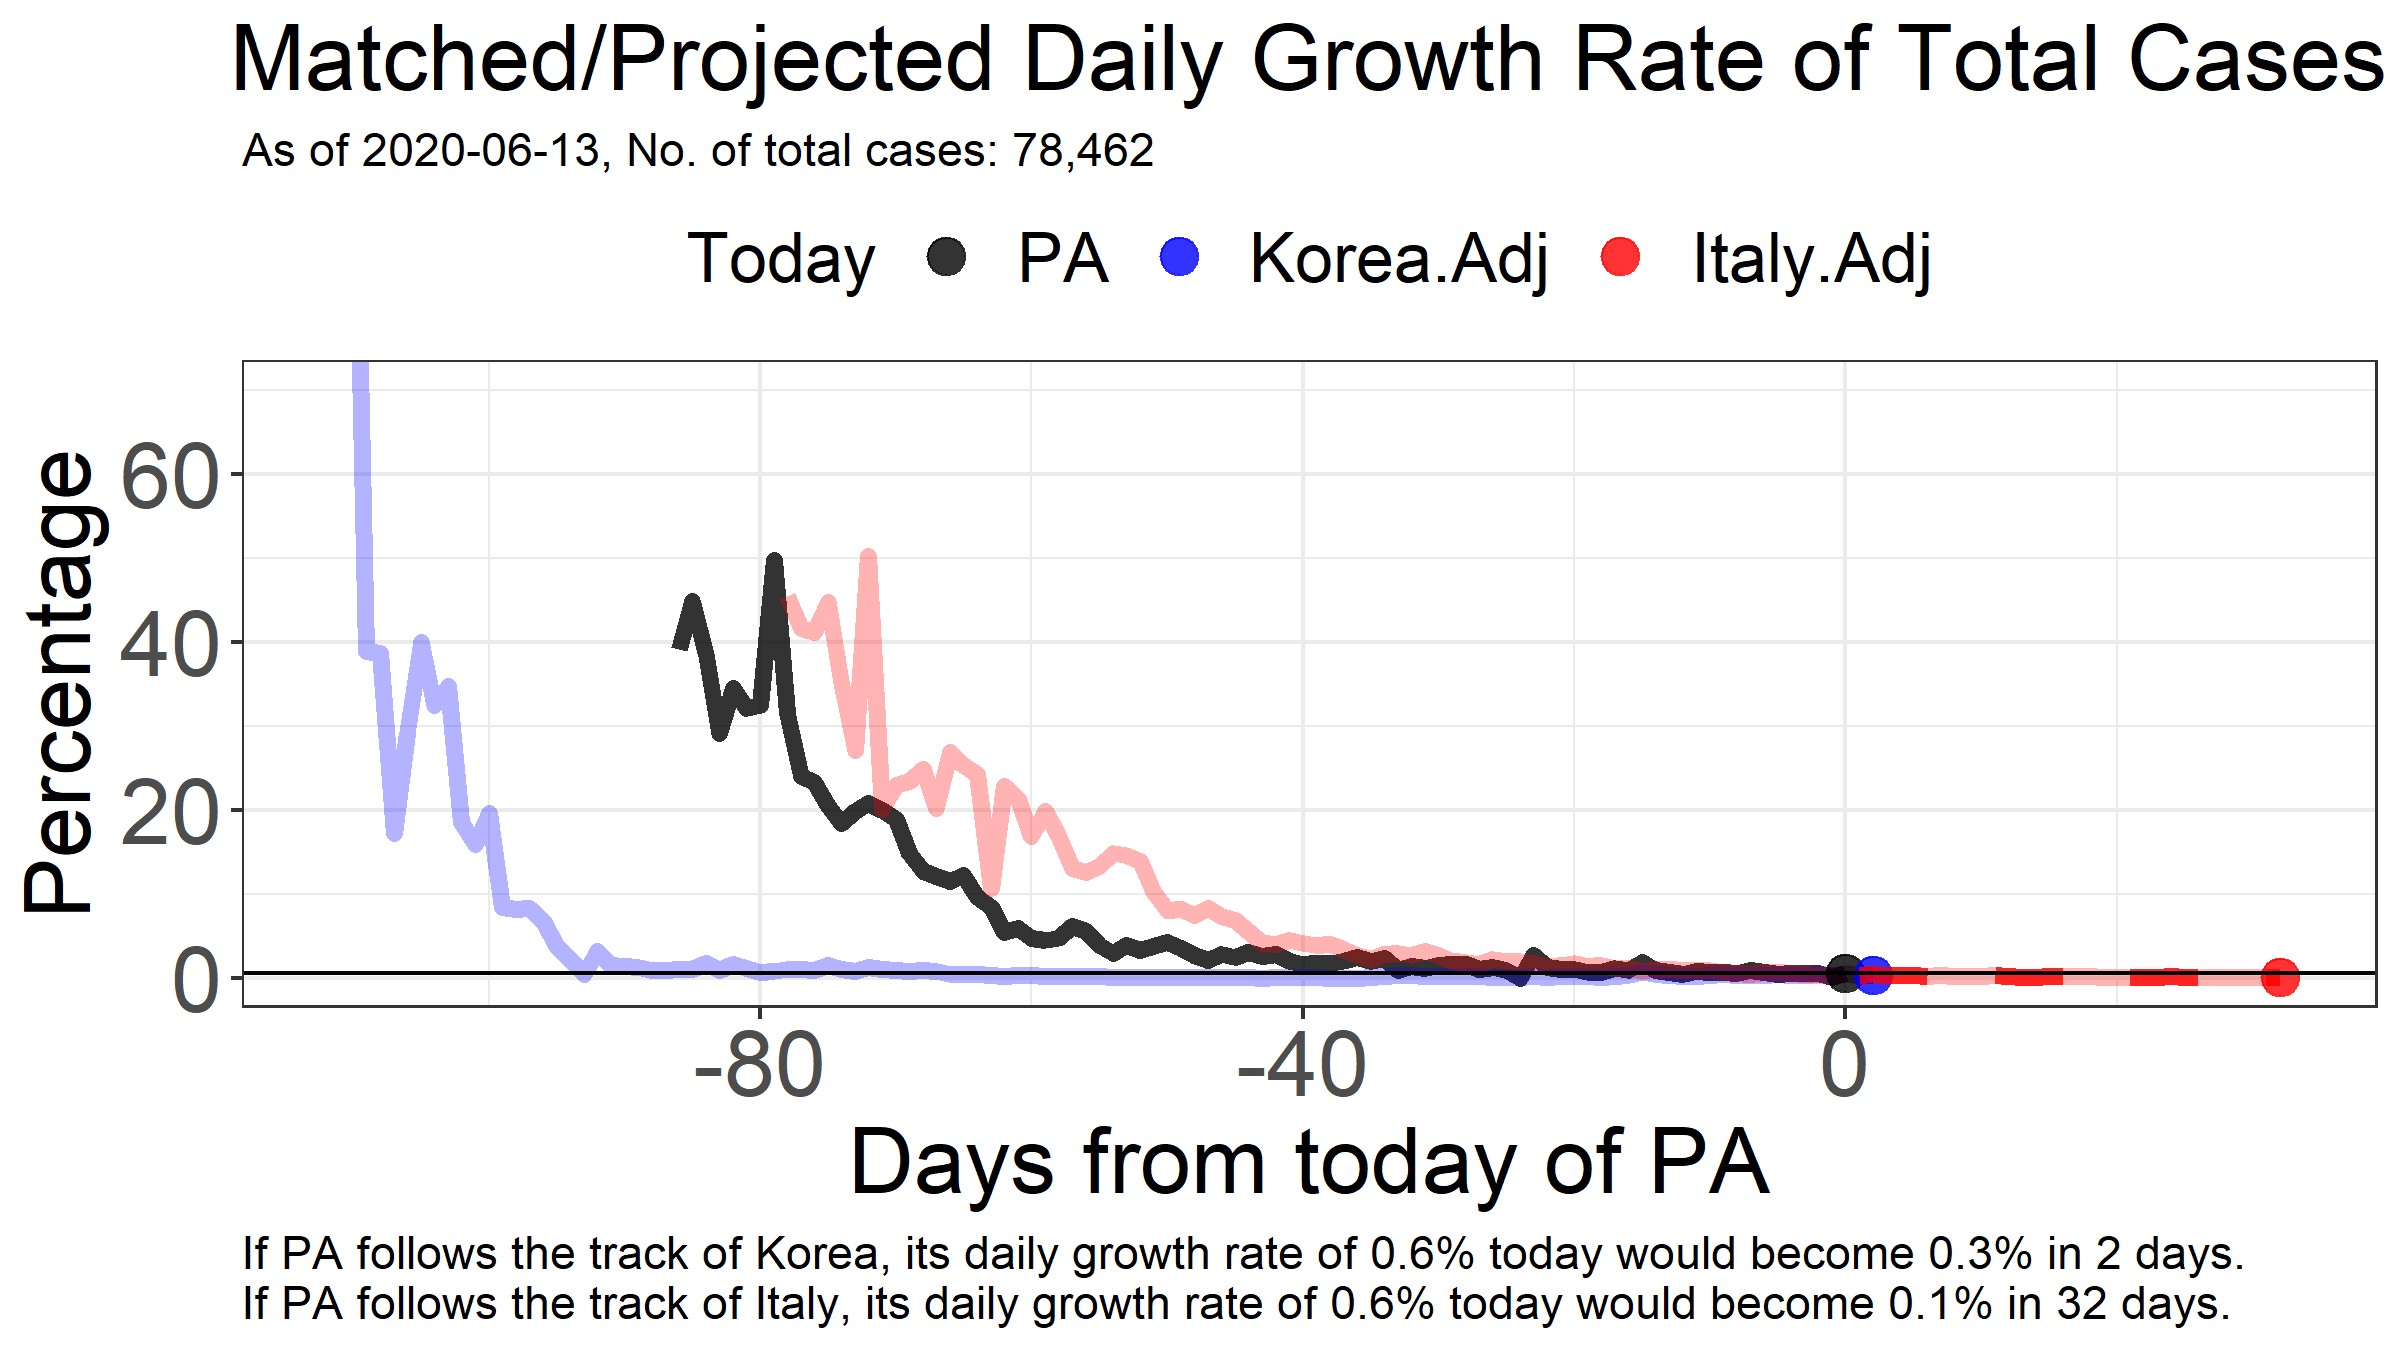 Matched/Projected Daily Growth Rate of Total Cases
As of 2020-06-13, No. of total cases: 78,462
Today PA Korea.Adj Italy.Adj
Percentage
60
40
20
0
-80 -40 0
Days from today of PA
If PA follows the track of Korea, its daily growth rate of 0.6% today would become 0.3% in 2 days.
If PA follows the track of Italy, its daily growth rate of 0.6% today would become 0.1% in 32 days.